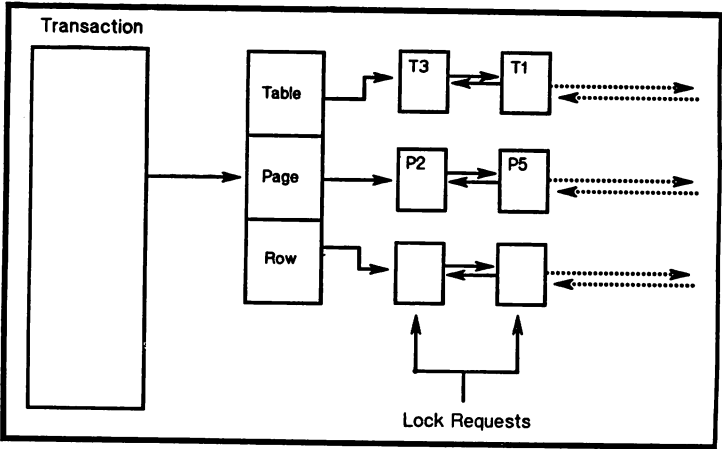 Transaction
Table
T3
T1
Page
P2
P5
Row
Lock Requests